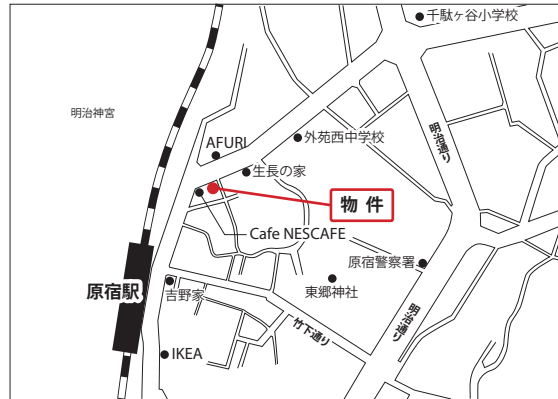 千駄ヶ谷小学校
明治神宮
外苑西中学校
明治通り
AFURI
生長の家
物件
Cafe NESCAFE
原宿警察署
原宿駅
吉野家
東郷神社
明治通り
竹下通り
IKEA